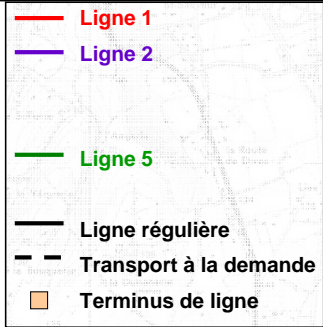 Ligne 1
Ligne 2
Ligne 5
Ligne régulière
Transport à la demande
Terminus de ligne